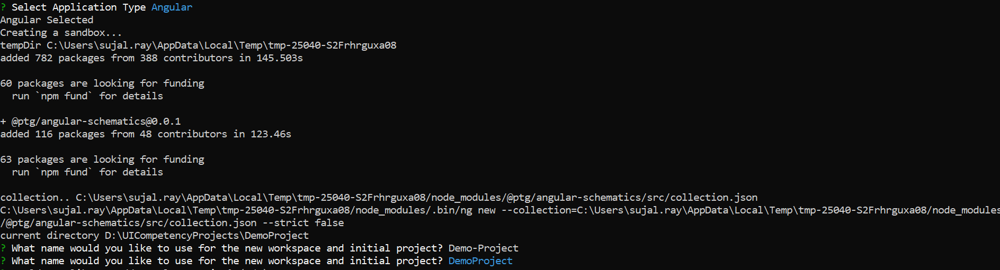 ? Select Application Type Angular
Angular Selected
Creating a sandbox...
tempDir C:\Users\sujal.ray\AppData\Local\Temp\tmp-25040-S2Frhrguxa08
added 782 packages from 388 contributors in 145.503s
60 packages are looking for funding
  run `npm fund` for details
+ @ptg/angular-schematics@0.0.1
added 116 packages from 48 contributors in 123.46s
63 packages are looking for funding
  run `npm fund` for details
collection.. C:\Users\sujal.ray\AppData\Local\Temp\tmp-25040-S2Frhrguxa08/node_modules/@ptg/angular-schematics/src/collection.json
C:\Users\sujal.ray\AppData\Local\Temp\tmp-25040-S2Frhrguxa08/node_modules/.bin/ng new --collection=C:\Users\sujal.ray\AppData\Local\Temp\tmp-25040-S2Frhrguxa08/node_modules
/@ptg/angular-schematics/src/collection.json --strict false
current directory D:\UICompetencyProjects\DemoProject
? What name would you like to use for the new workspace and initial project? Demo-Project
? What name would you like to use for the new workspace and initial project? DemoProject